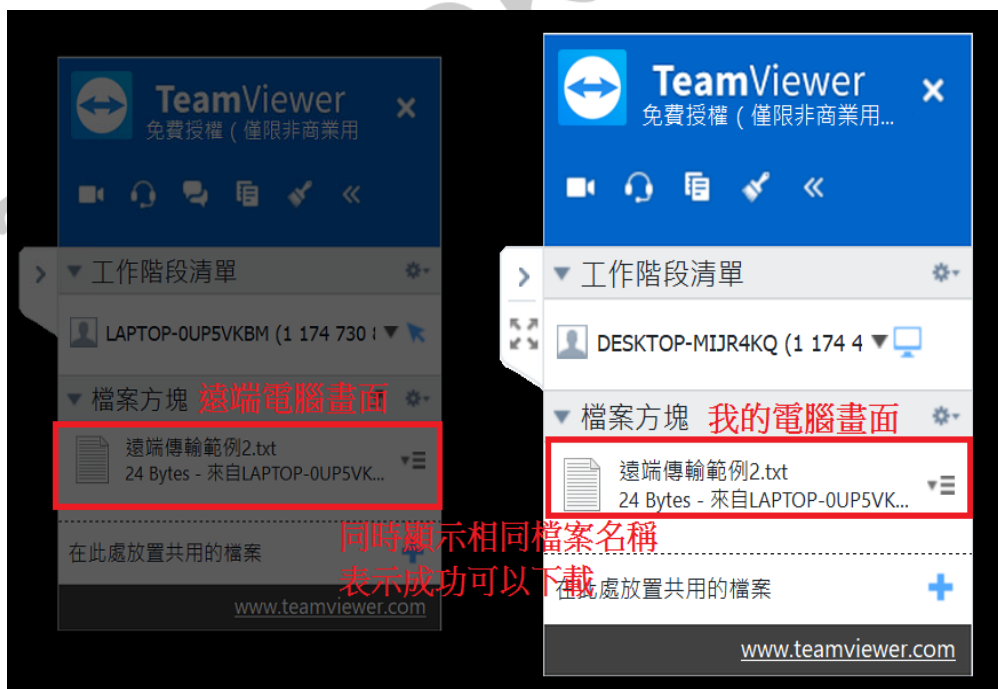 TeamViewer
免費授權 ( 僅限非商業用
工作階段清單
LAPTOP-0UP5VKBM (1 174 730
檔案方塊 遠端電腦畫面
遠端傳輸範例2.txt
24 Bytes - 來自LAPTOP-0UP5VK...
在此處放置共用的檔案
www.teamviewer.com
TeamViewer
免費授權 ( 僅限非商業用...
工作階段清單
DESKTOP-MIJR4KQ (1 174 4
檔案方塊 我的電腦畫面
遠端傳輸範例2.txt
24 Bytes - 來自LAPTOP-0UP5VK...
在此處放置共用的檔案
www.teamviewer.com
同時顯示相同檔案名稱
表示成功可以下載